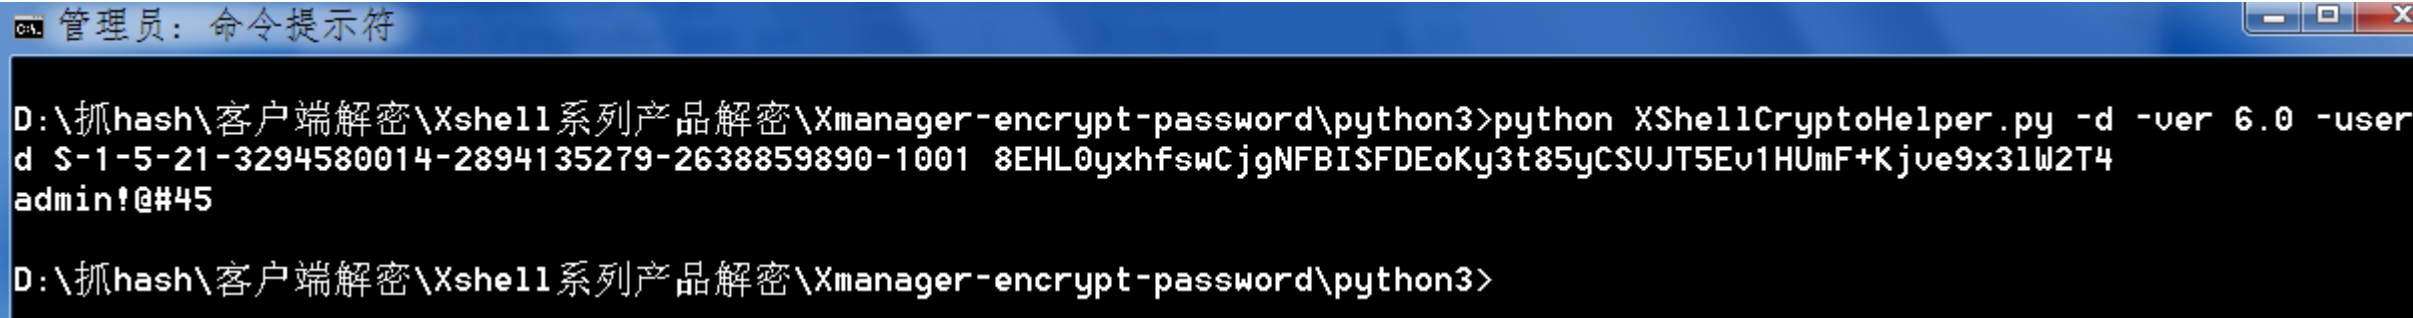 管理员: 命令提示符
D:\抓hash\客户端解密\Xshell系列产品解密\Xmanager-encrypt-password\python3>python XShellCryptoHelper.py -d -ver 6.0 -user
d S-1-5-21-3294580014-2894135279-2638859890-1001 8EHL0yxhfswCjgNFBISFDEoKy3t85yCSVJT5Ev1HUmF+Kjve9x3lW2T4
admin!@#45
D:\抓hash\客户端解密\Xshell系列产品解密\Xmanager-encrypt-password\python3>